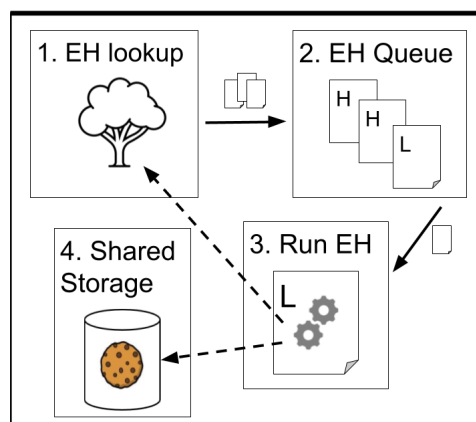 1. EH lookup
2. EH Queue
H
H
L
3. Run EH
L
4. Shared
Storage